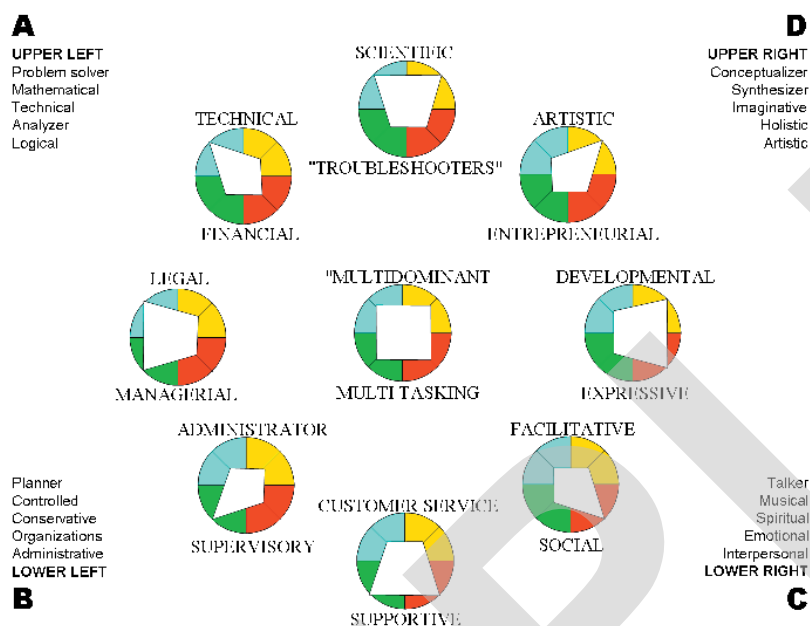 A
UPPER LEFT
Problem solver
Mathematical
Technical
Analyzer
Logical
D
UPPER RIGHT
Conceptualizer
Synthesizer
Imaginative
Holistic
Artistic
SCIENTIFIC
"TROUBLESHOOTERS"
TECHNICAL
FINANCIAL
ARTISTIC
ENTREPRENEURIAL
LEGAL
MANAGERIAL
"MULTIDOMINANT
MULTI TASKING
DEVELOPMENTAL
EXPRESSIVE
ADMINISTRATOR
SUPERVISORY
FACILITATIVE
SOCIAL
CUSTOMER SERVICE
SUPPORTIVE
Planner
Controlled
Conservative
Organizations
Administrative
LOWER LEFT
B
Talker
Musical
Spiritual
Emotional
Interpersonal
LOWER RIGHT
C